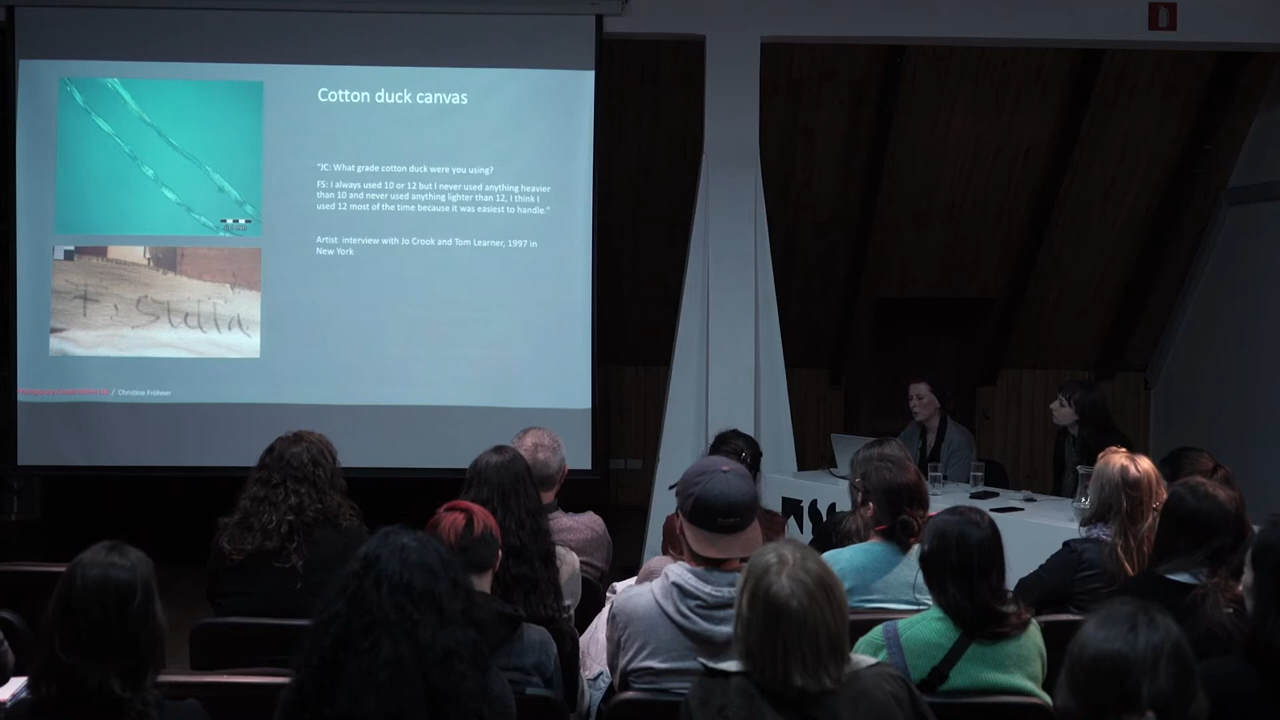 Cotton duck canvas
"JC: What grade cotton duck were you using?
FS: I always used 10 or 12 but I never used anything heavier
than 10 and never used anything lighter than 12, I think I
used 12 most of the time because it was easiest to handle."
Artist interview with Jo Crook and Tom Learner, 1997 in
New York
F. Stella
/ Christine Fröhnert